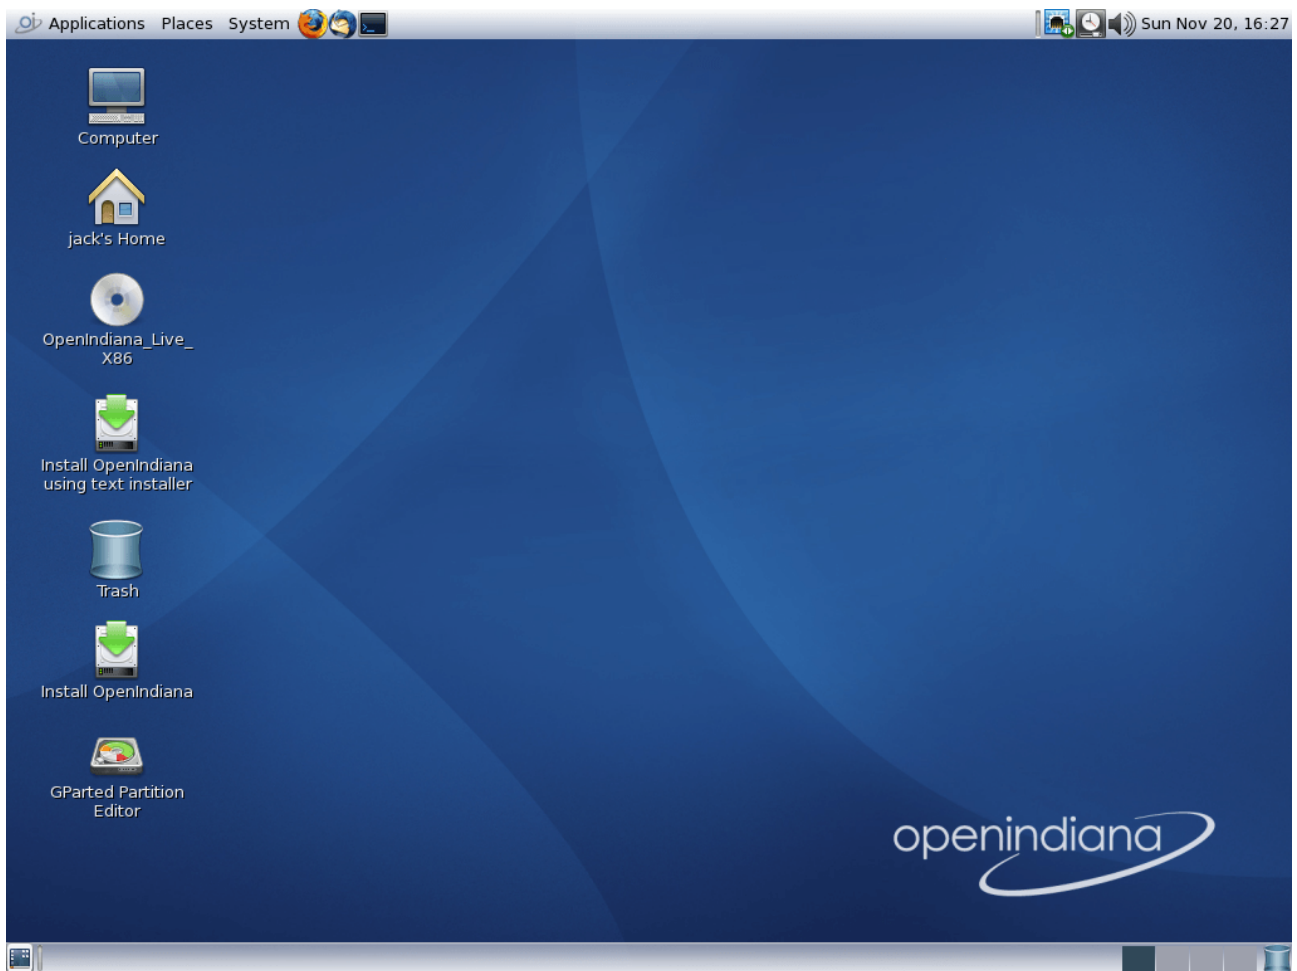 Applications Places System
Sun Nov 20, 16:27
Computer
jack's Home
OpenIndiana_Live_
X86
Install OpenIndiana
using text installer
Trash
Install OpenIndiana
GParted Partition
Editor
openindiana